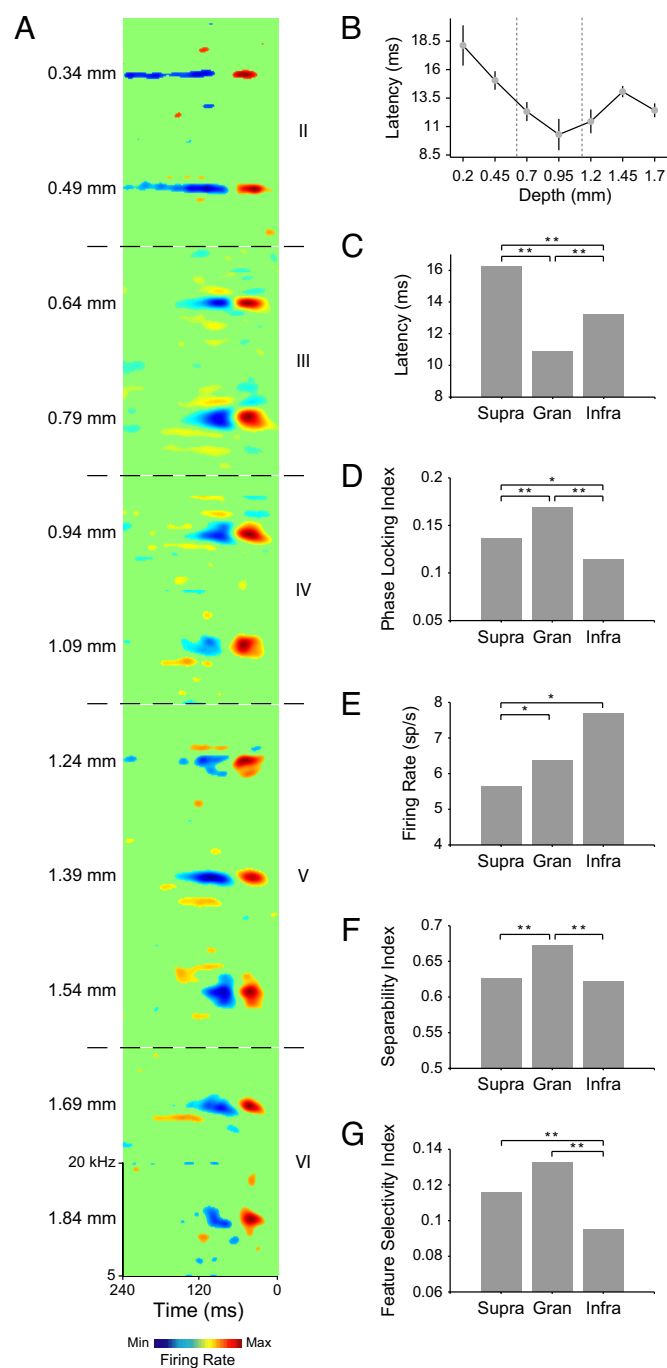 A
0.34 mm
II
0.49 mm
0.64 mm
III
0.79 mm
0.94 mm
IV
1.09 mm
1.24 mm
1.39 mm
V
1.54 mm
1.69 mm
20 kHz
VI
1.84 mm
5
240 120 0
Time (ms)
Min Max
Firing Rate
B
Latency (ms)
18.5
16
13.5
11
8.5
0.2 0.45 0.7 0.95 1.2 1.45 1.7
Depth (mm)
C
Latency (ms)
**
** **
16
14
12
10
8
Supra Gran Infra
D
Phase Locking Index
*
** **
0.2
0.15
0.1
0.05
Supra Gran Infra
E
Firing Rate (sp/s)
*
*
8
7
6
5
4
Supra Gran Infra
F
Separability Index
** **
0.7
0.65
0.6
0.55
0.5
Supra Gran Infra
G
Feature Selectivity Index
**
**
0.14
0.12
0.1
0.08
0.06
Supra Gran Infra